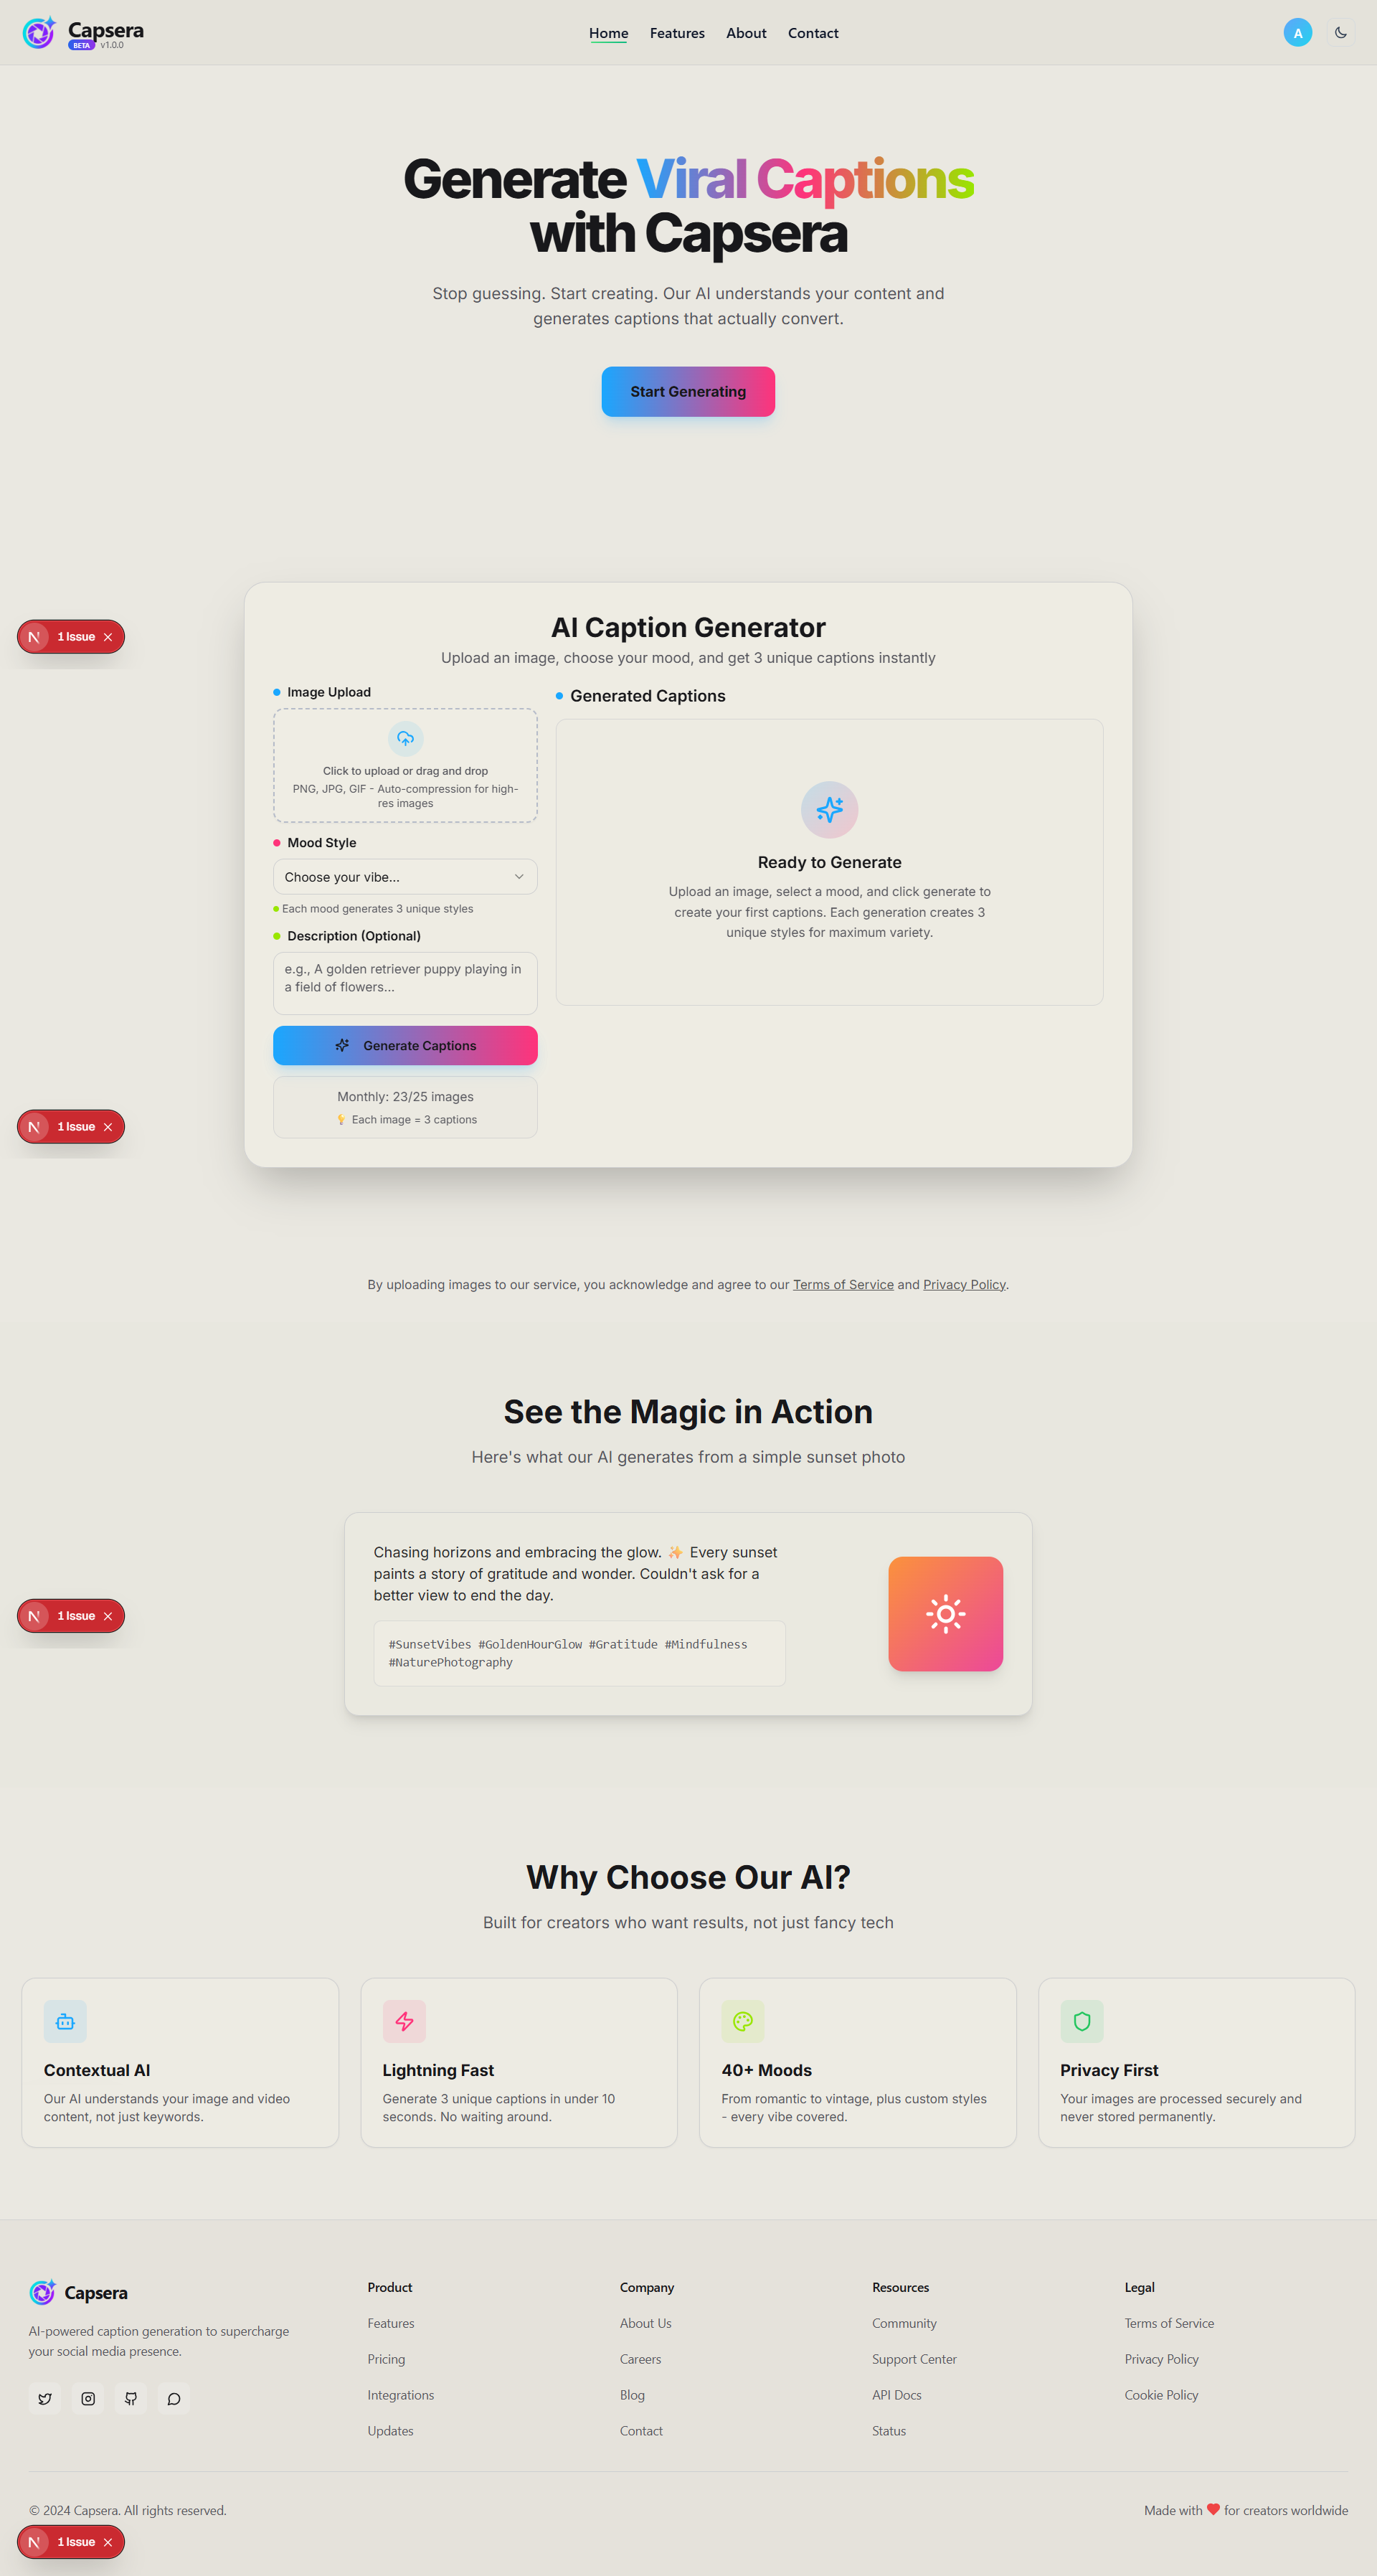 Capsera
BETA v1.0.0
Home Features About Contact
A
Generate Viral Captions
with Capsera
Stop guessing. Start creating. Our AI understands your content and
generates captions that actually convert.
Start Generating
AI Caption Generator
Upload an image, choose your mood, and get 3 unique captions instantly
N 1 Issue
Image Upload
Click to upload or drag and drop
PNG, JPG, GIF - Auto-compression for high-
res images
Mood Style
Choose your vibe...
Each mood generates 3 unique styles
Description (Optional)
e.g., A golden retriever puppy playing in
a field of flowers...
Generate Captions
Monthly: 23/25 images
⚡ Each image = 3 captions
Generated Captions
Ready to Generate
Upload an image, select a mood, and click generate to
create your first captions. Each generation creates 3
unique styles for maximum variety.
N 1 Issue
By uploading images to our service, you acknowledge and agree to our Terms of Service and Privacy Policy.
See the Magic in Action
Here's what our AI generates from a simple sunset photo
Chasing horizons and embracing the glow. ✨ Every sunset
paints a story of gratitude and wonder. Couldn't ask for a
better view to end the day.
#SunsetVibes #GoldenHourGlow #Gratitude #Mindfulness
#NaturePhotography
N 1 Issue
Why Choose Our AI?
Built for creators who want results, not just fancy tech
Contextual AI
Our AI understands your image and video
content, not just keywords.
Lightning Fast
Generate 3 unique captions in under 10
seconds. No waiting around.
40+ Moods
From romantic to vintage, plus custom styles
- every vibe covered.
Privacy First
Your images are processed securely and
never stored permanently.
Capsera
AI-powered caption generation to supercharge
your social media presence.
Product
Features
Pricing
Integrations
Updates
Company
About Us
Careers
Blog
Contact
Resources
Community
Support Center
API Docs
Status
Legal
Terms of Service
Privacy Policy
Cookie Policy
© 2024 Capsera. All rights reserved.
Made with ❤ for creators worldwide
N 1 Issue